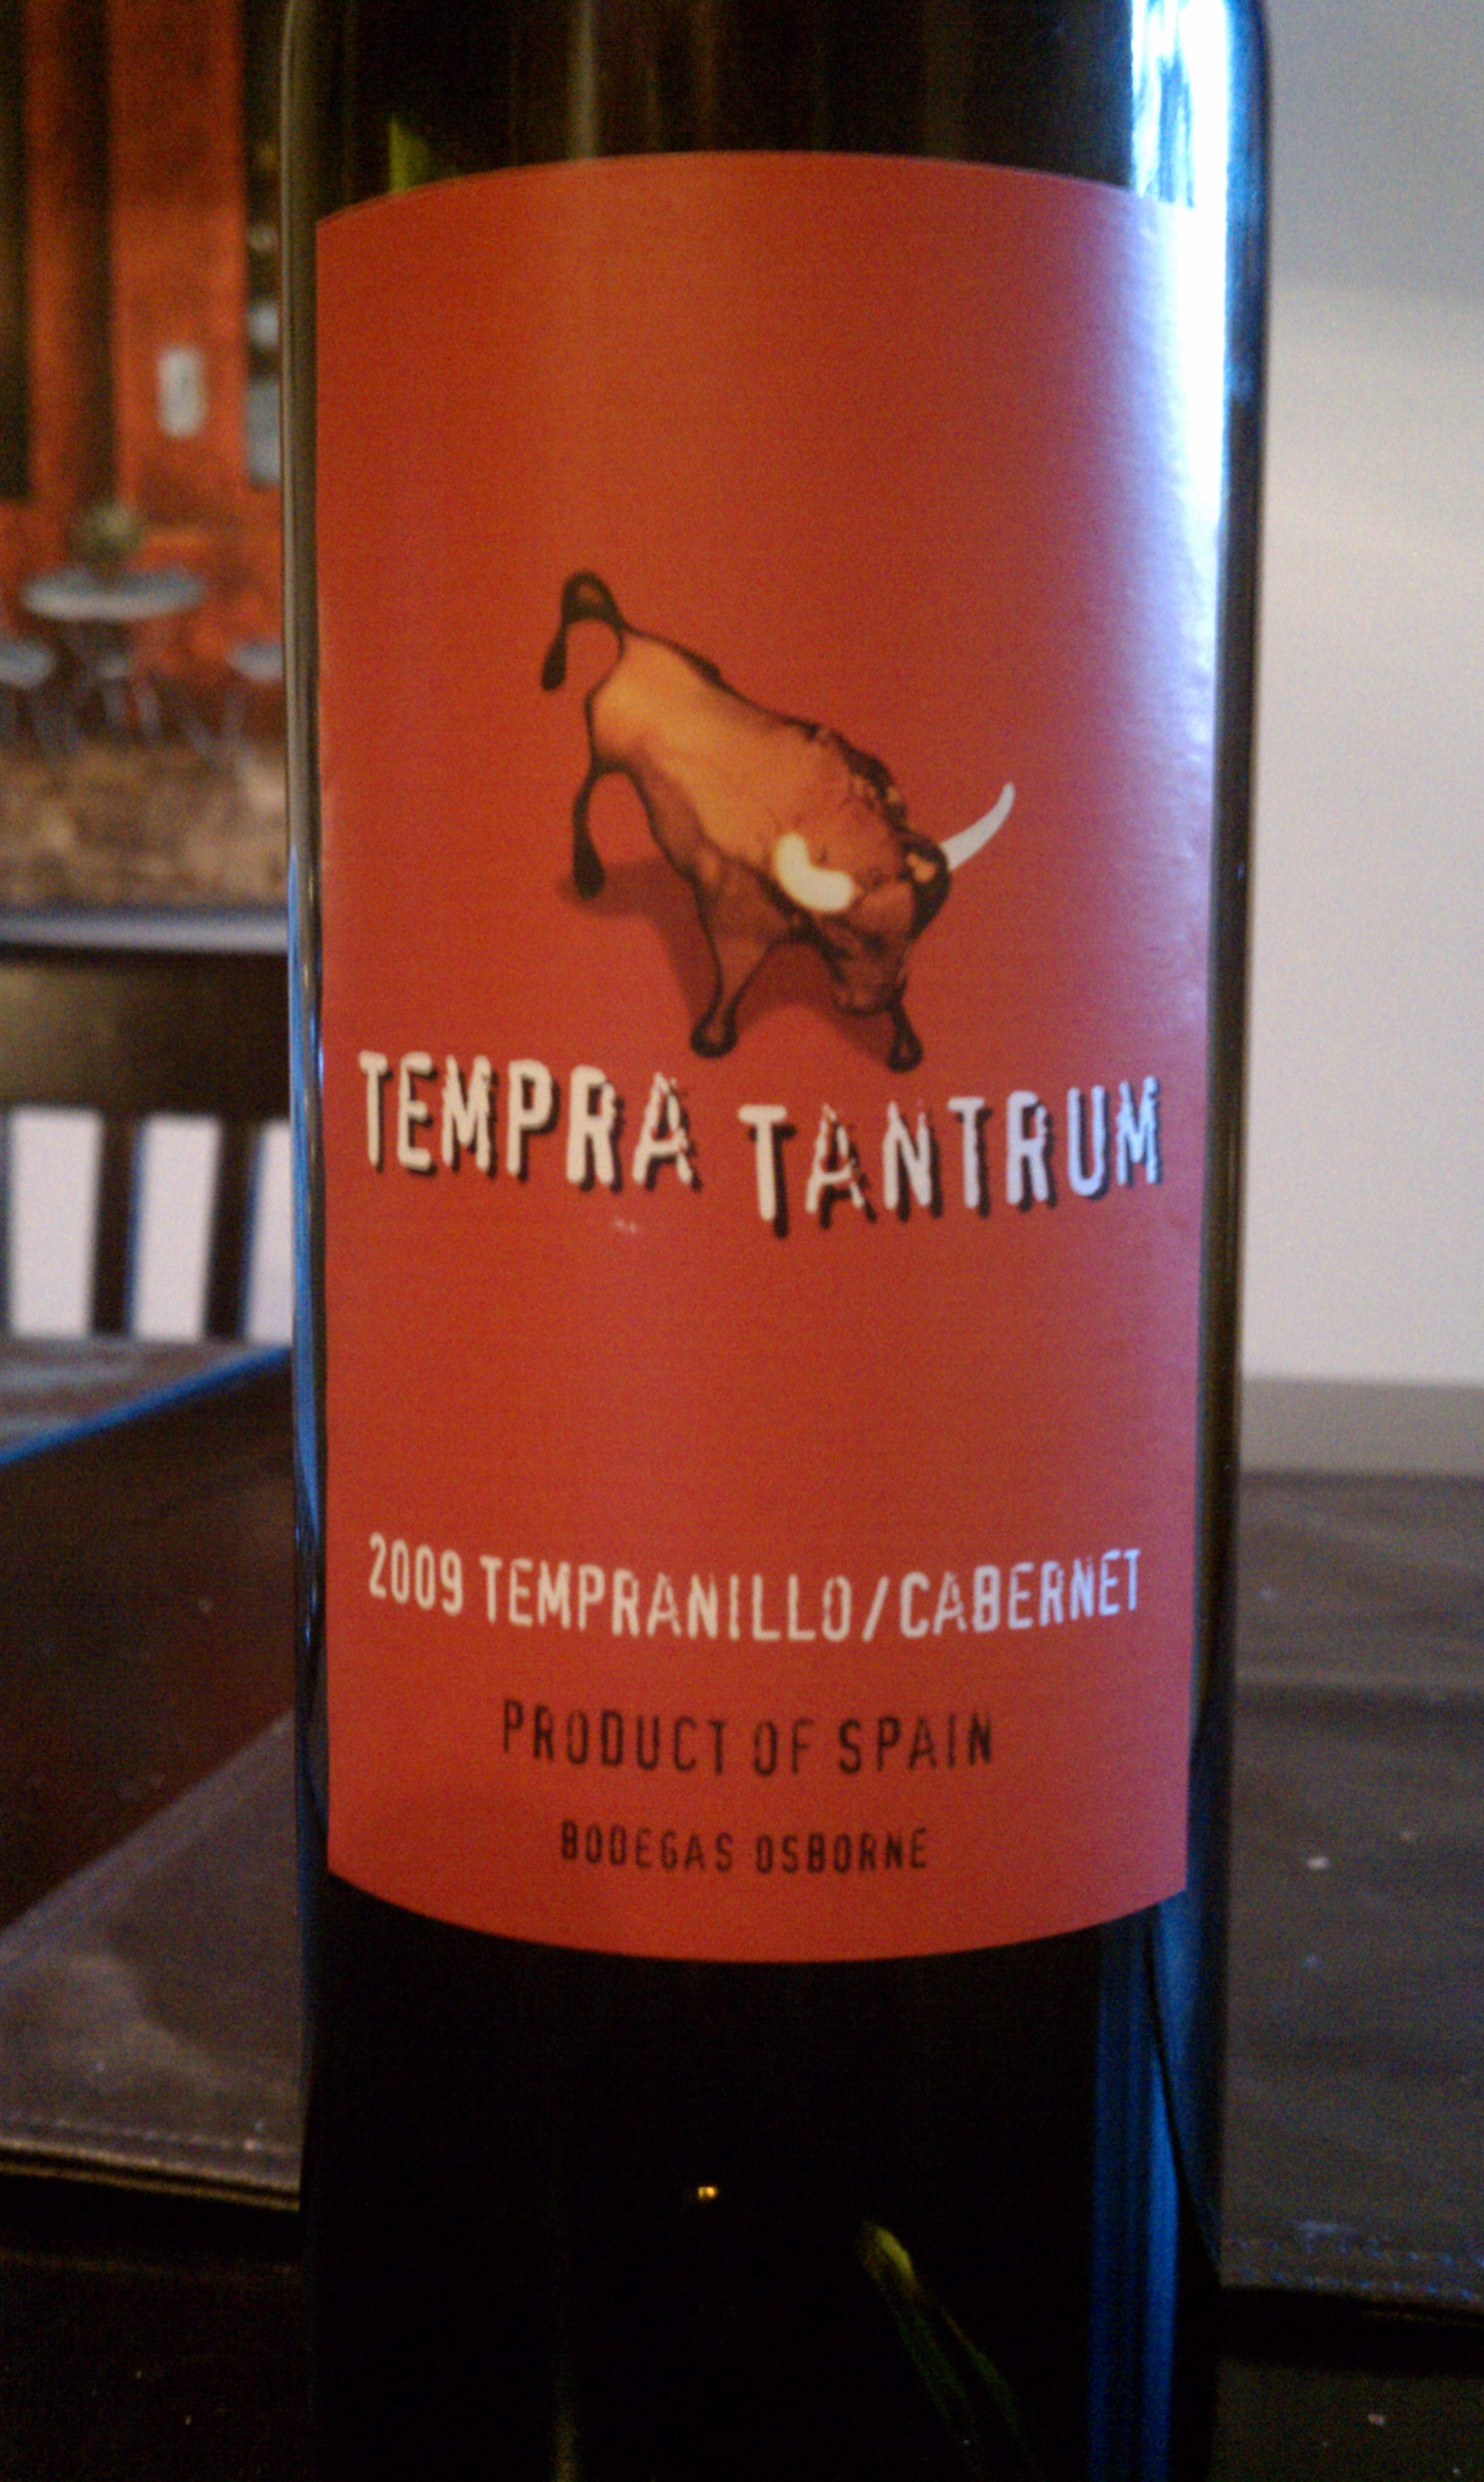 TEMPRA TANTRUM
2009 TEMPRANILLO/CABERNET
PRODUCT OF SPAIN
BODEGAS OSBORNE